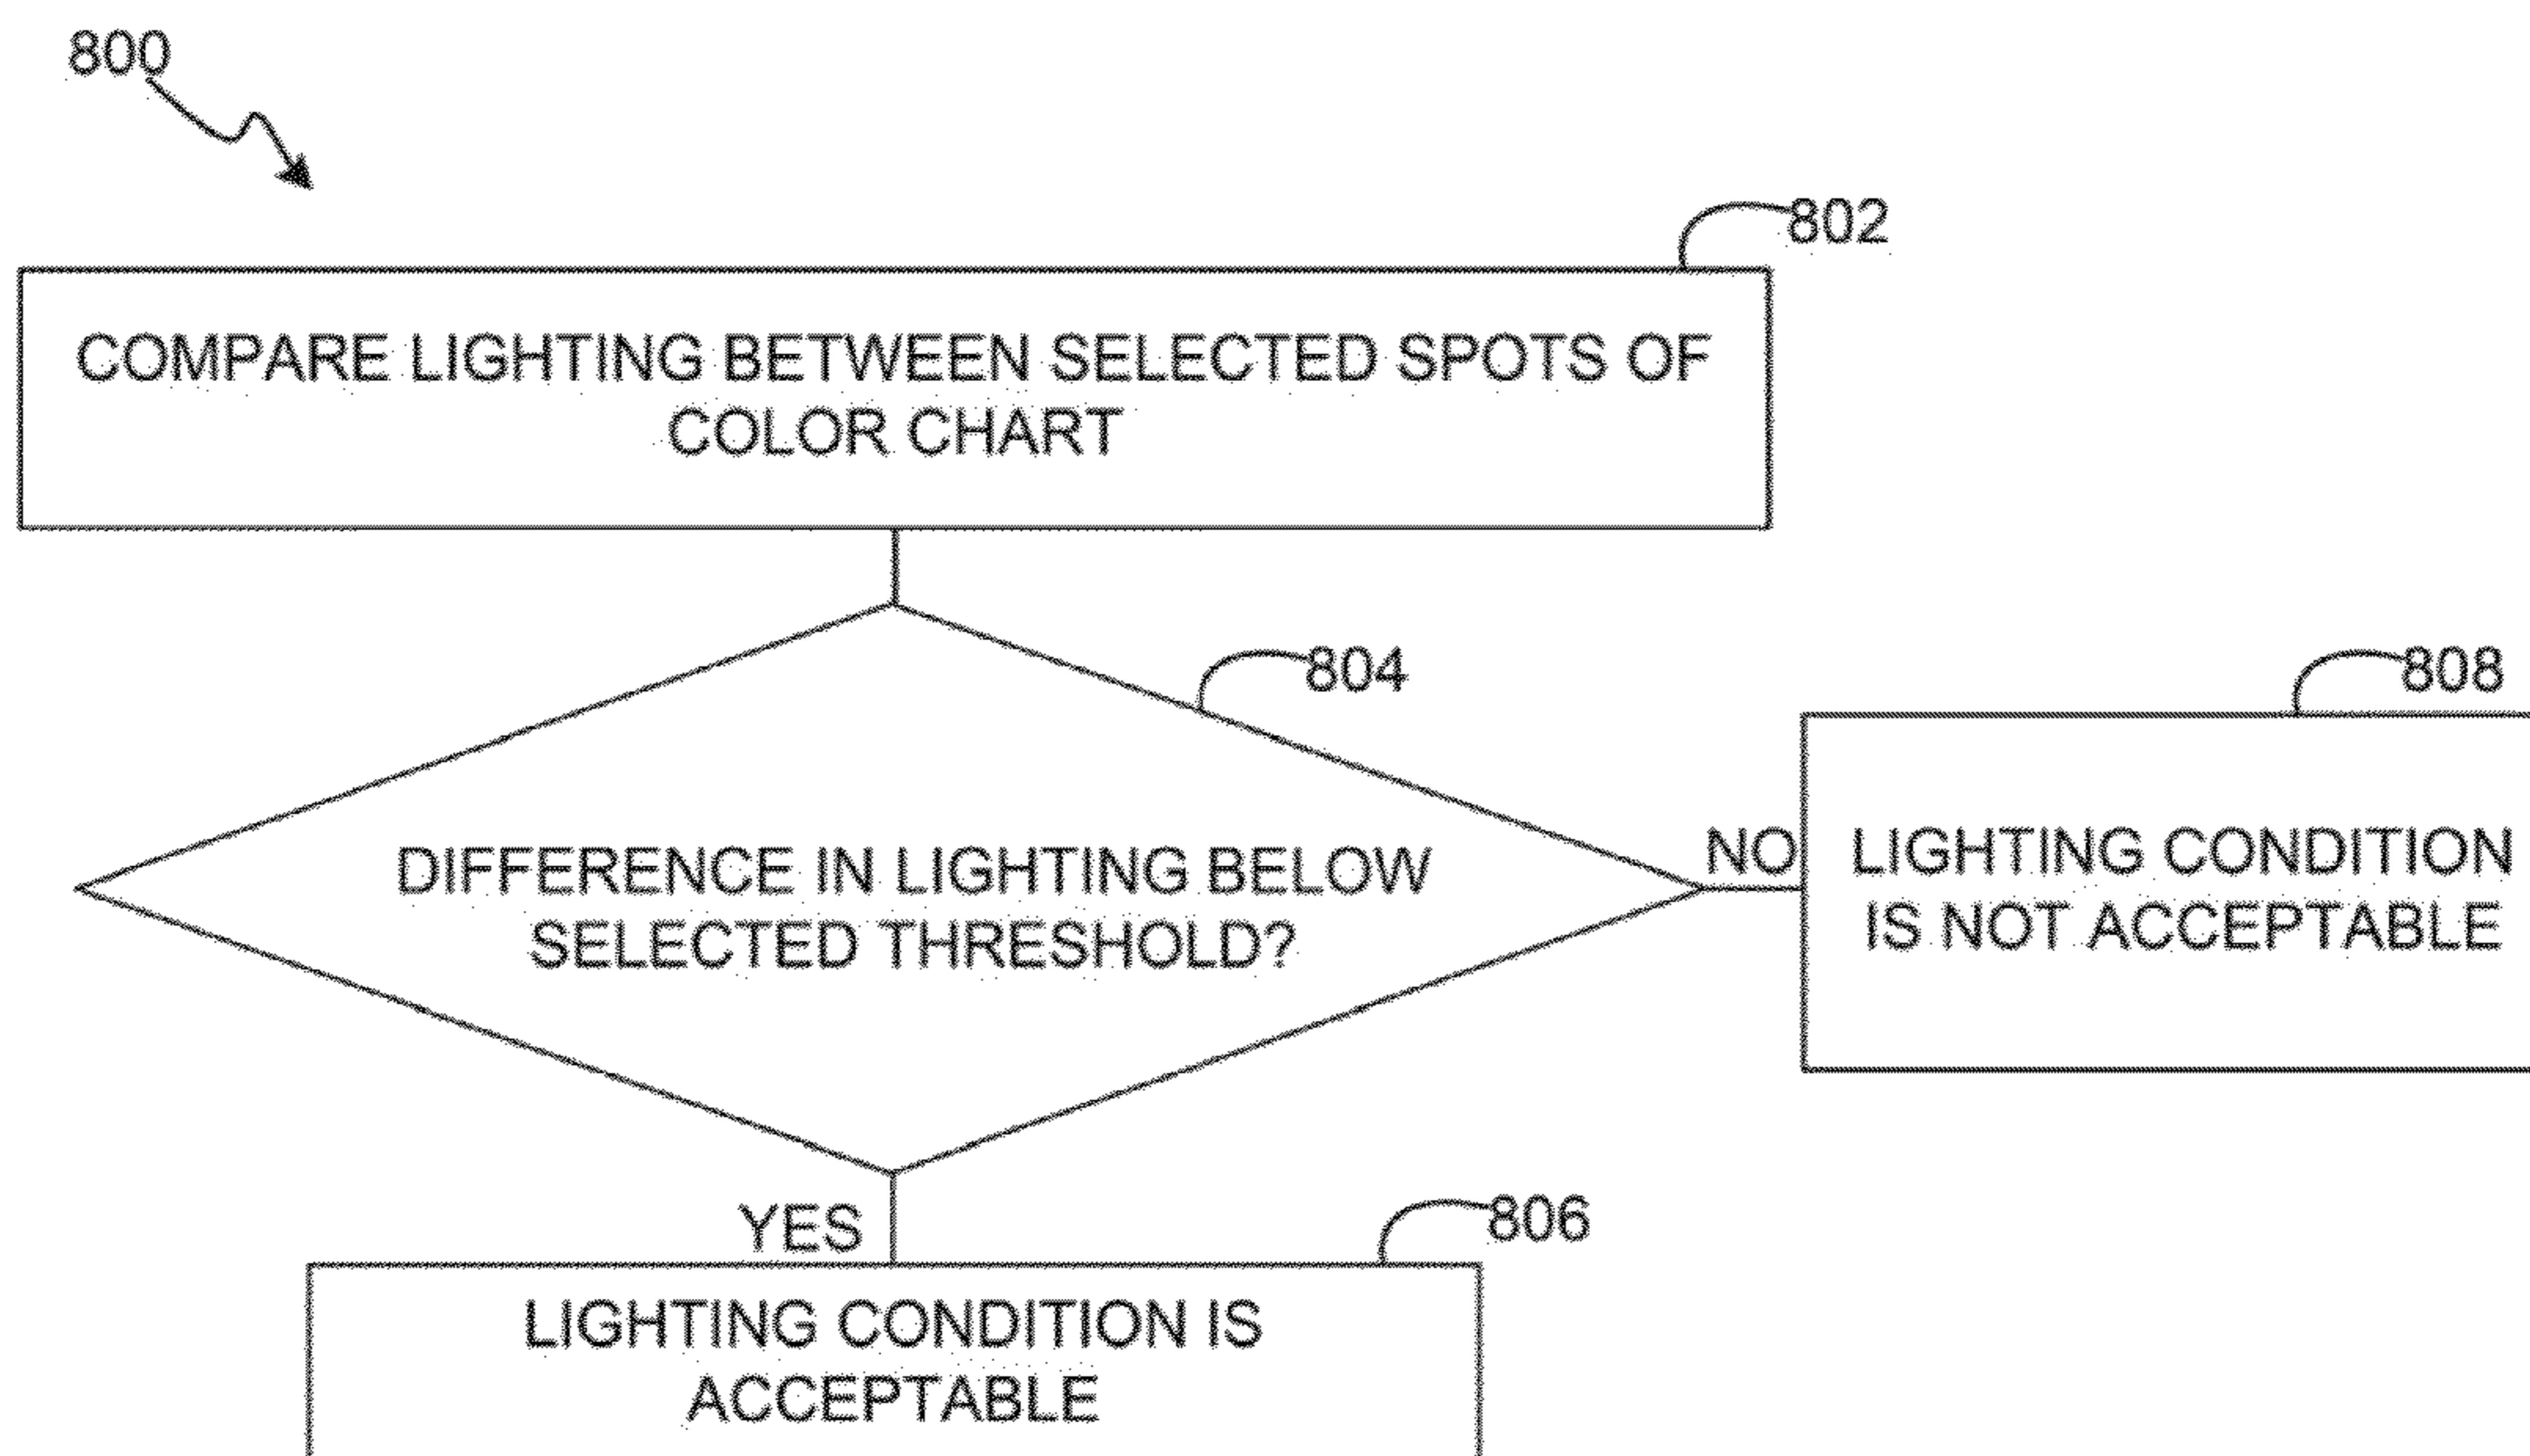 800
802
COMPARE LIGHTING BETWEEN SELECTED SPOTS OF
COLOR CHART
804
DIFFERENCE IN LIGHTING BELOW
SELECTED THRESHOLD?
NO
808
LIGHTING CONDITION
IS NOT ACCEPTABLE
YES
806
LIGHTING CONDITION IS
ACCEPTABLE